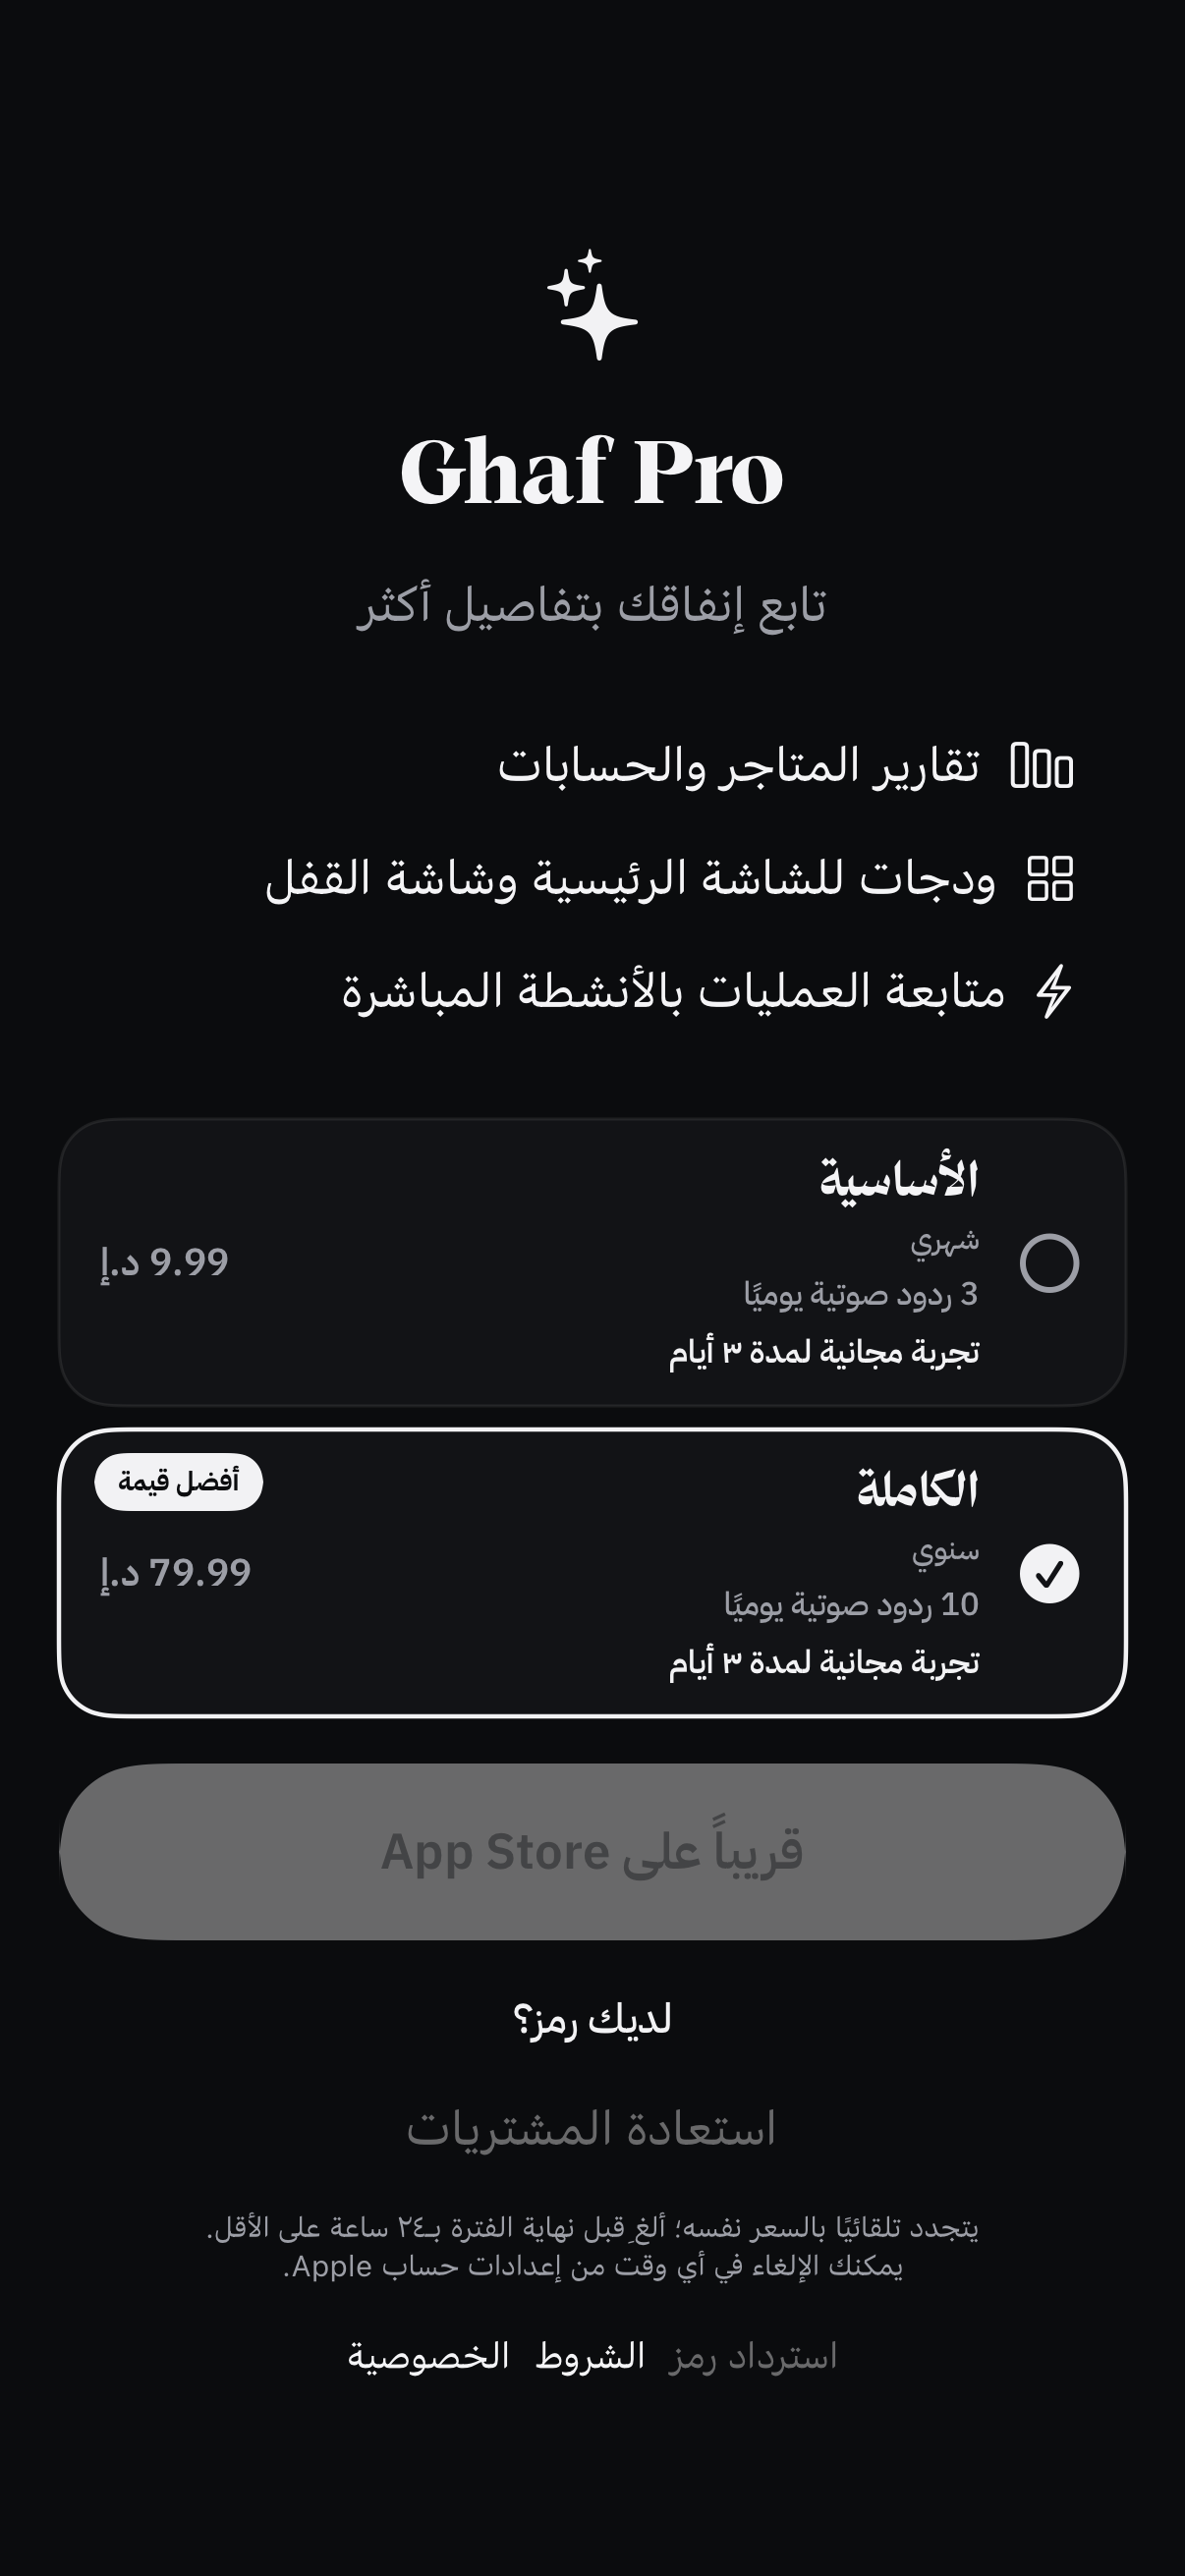 Ghaf Pro
تابع إنفاقك بتفاصيل أكثر
تقارير المتاجر والحسابات
ودجات للشاشة الرئيسية وشاشة القفل
متابعة العمليات بالأنشطة المباشرة
الأساسية
شهري
3 ردود صوتية يوميًا
تجربة مجانية لمدة ٣ أيام
9.99 د.إ
الكاملة
أفضل قيمة
سنوي
10 ردود صوتية يوميًا
تجربة مجانية لمدة ٣ أيام
79.99 د.إ
قريباً على App Store
لديك رمز؟
استعادة المشتريات
يتجدد تلقائيًا بالسعر نفسه؛ ألغِ قبل نهاية الفترة بـ٢٤ ساعة على الأقل.
يمكنك الإلغاء في أي وقت من إعدادات حساب Apple.
استرداد رمز الشروط الخصوصية